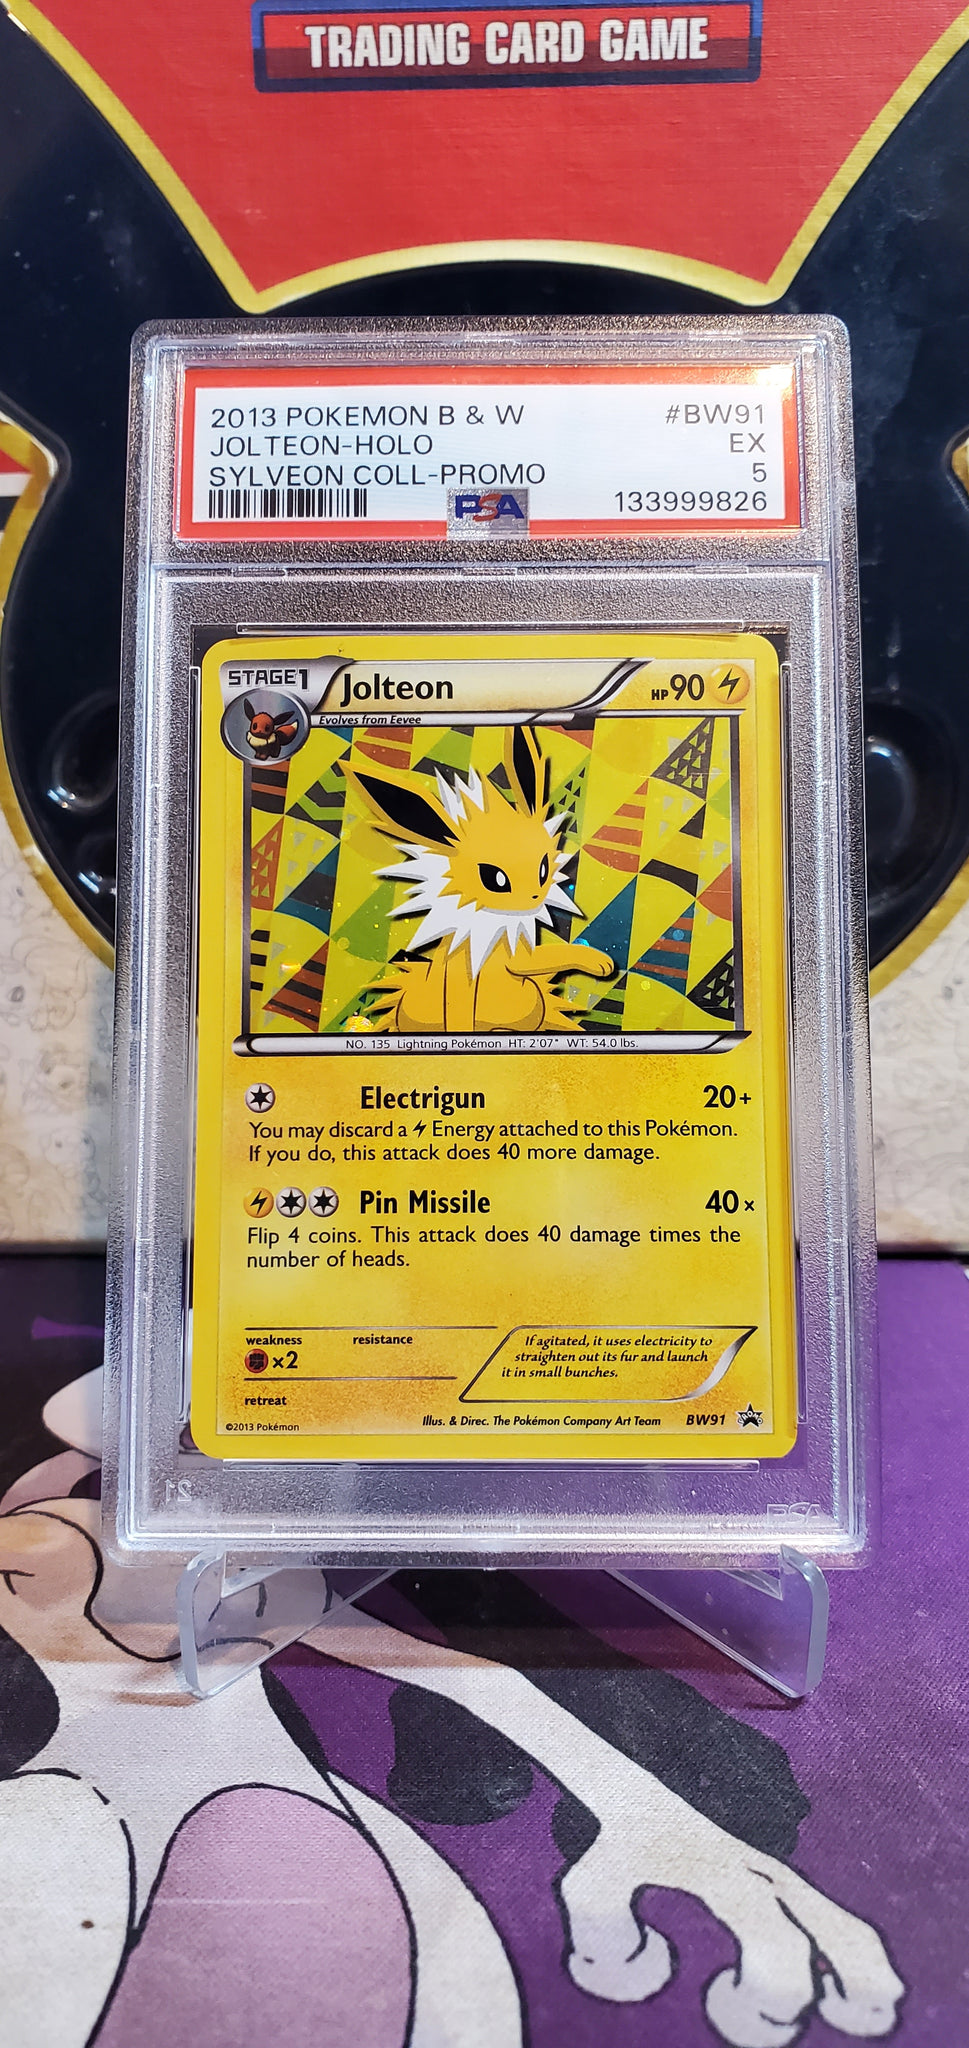 TRADING CARD GAME
2013 POKEMON B & W #BW91
JOLTEON-HOLO EX
SYLVEON COLL-PROMO 5
PSA 133999826
STAGE1 Jolteon HP90
Evolves from Eevee
NO. 135 Lightning Pokémon HT: 2'07" WT: 54.0 lbs.
Electrigun 20+
You may discard a Energy attached to this Pokémon.
If you do, this attack does 40 more damage.
Pin Missile 40×
Flip 4 coins. This attack does 40 damage times the
number of heads.
weakness resistance
×2
retreat
If agitated, it uses electricity to
straighten out its fur and launch
it in small bunches.
©2013 Pokémon Illus. & Direc. The Pokémon Company Art Team BW91
21 PSA